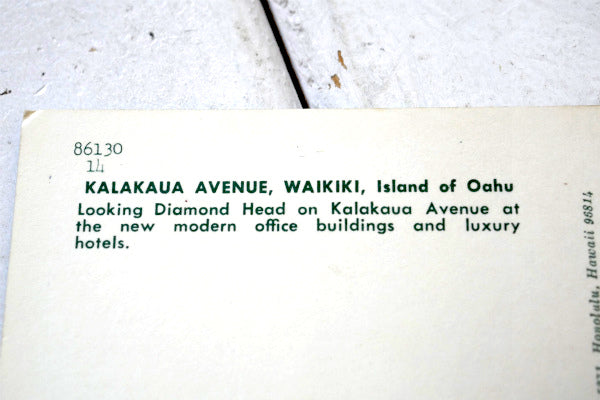 86130
14
KALAKAUA AVENUE, WAIKIKI, Island of Oahu
Looking Diamond Head on Kalakaua Avenue at
the new modern office buildings and luxury
hotels.
Honolulu, Hawaii 96814